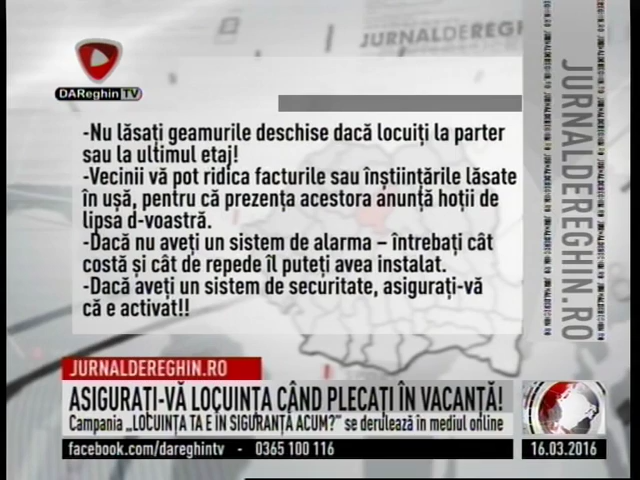 JURNALDEREGHIN
DAReghin TV
-Nu lăsați geamurile deschise dacă locuiți la parter
sau la ultimul etaj!
-Vecinii vă pot ridica facturile sau înștiințările lăsate
în ușă, pentru că prezența acestora anunță hoții de
lipsa d-voastră.
-Dacă nu aveți un sistem de alarma – întrebați cât
costă și cât de repede îl puteți avea instalat.
-Dacă aveți un sistem de securitate, asigurați-vă
că e activat!!
JURNALDEREGHIN.RO
JURNALDEREGHIN.RO
ASIGURAȚI-VĂ LOCUINȚA CÂND PLECAȚI ÎN VACANȚĂ!
Campania „LOCUINȚA TA E IN SIGURANȚĂ ACUM?” se derulează în mediul online
facebook.com/dareghintv - 0365 100 116
16.03.2016